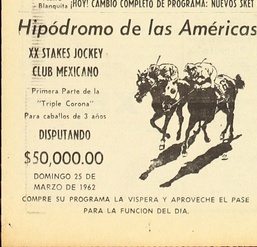 Blanquita ¡HOY! CAMBIO COMPLETO DE PROGRAMA: NUEVOS SKET
Hipódromo de las Américas
XX STAKES JOCKEY
CLUB MEXICANO
Primera Parte de la
"Triple Corona"
Para caballos de 3 años
DISPUTANDO
$50,000.00
DOMINGO 25 DE
MARZO DE 1962
COMPRE SU PROGRAMA LA VISPERA Y APROVECHE EL PASE
PARA LA FUNCION DEL DIA.